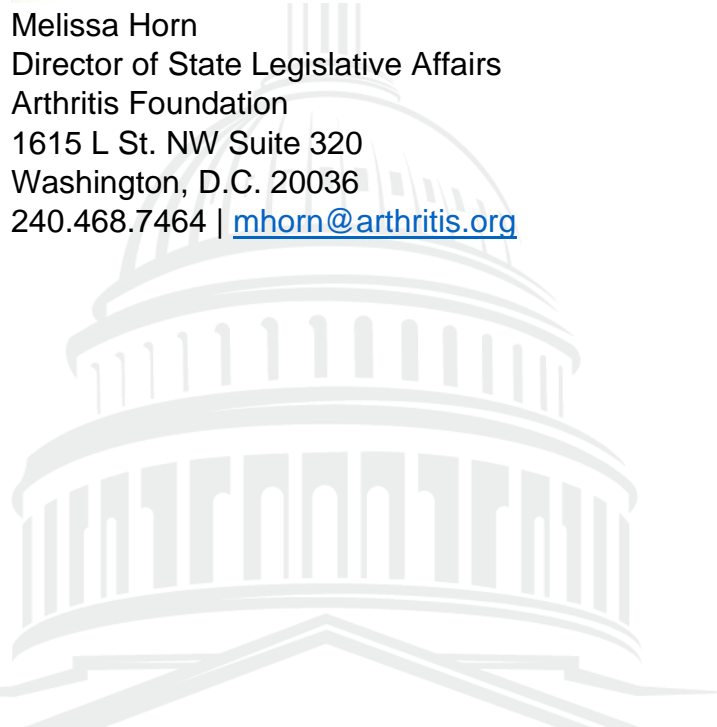 Melissa Horn
Director of State Legislative Affairs
Arthritis Foundation
1615 L St. NW Suite 320
Washington, D.C. 20036
240.468.7464 | mhorn@arthritis.org